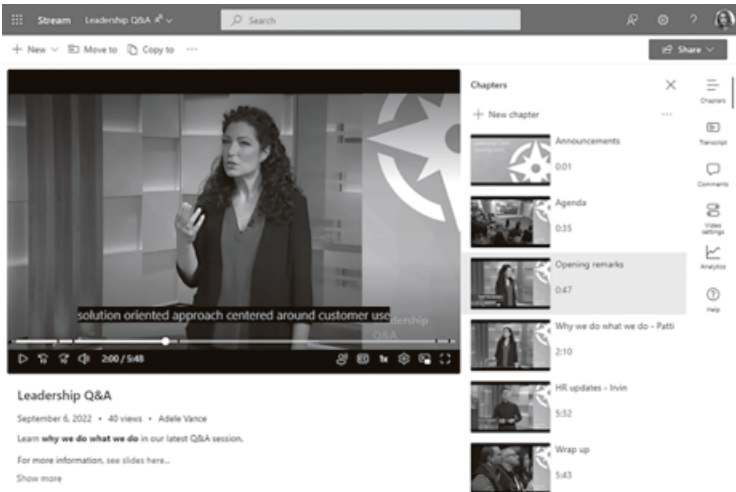 Stream Leadership Q&A Search ?
+ New Move to Copy to ... Share
Chapters
+ New chapter ...
Announcements
0:01
Agenda
0:35
Opening remarks
0:47
Why we do what we do - Patti
2:10
HR updates - Irvin
5:32
Wrap up
5:43
Chapters
Transcript
Comments
Video
settings
Analytics
Help
solution oriented approach centered around customer use
Leadership
Q&A
2:00 / 5:48
1x
Leadership Q&A
September 6, 2022 • 40 views • Adele Vance
Learn why we do what we do in our latest Q&A session.
For more information, see slides here...
Show more